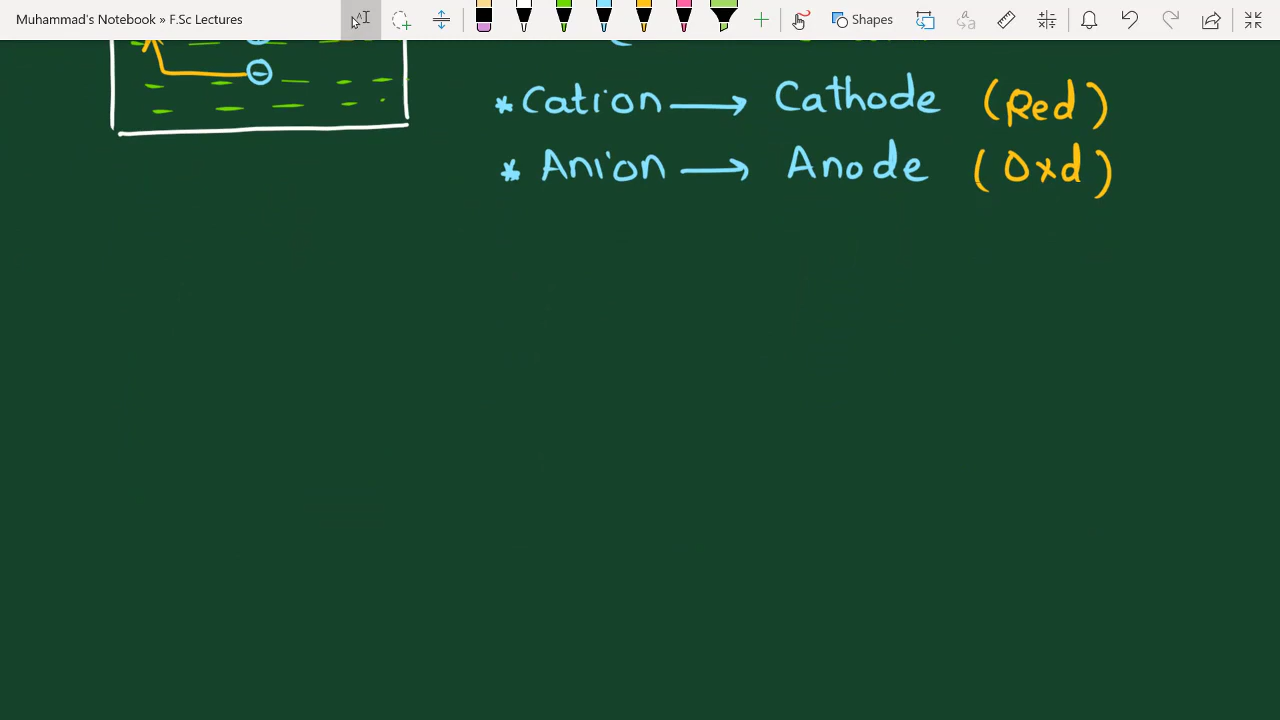 Muhammad's Notebook » F.Sc Lectures
Shapes
* Cation → Cathode (Red)
* Anion → Anode (Oxd)